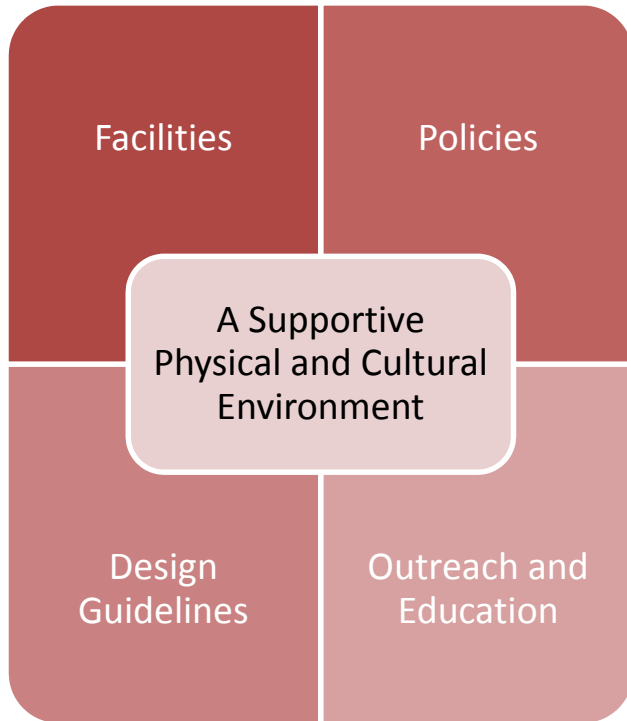 Facilities
Policies
A Supportive
Physical and Cultural
Environment
Design
Guidelines
Outreach and
Education